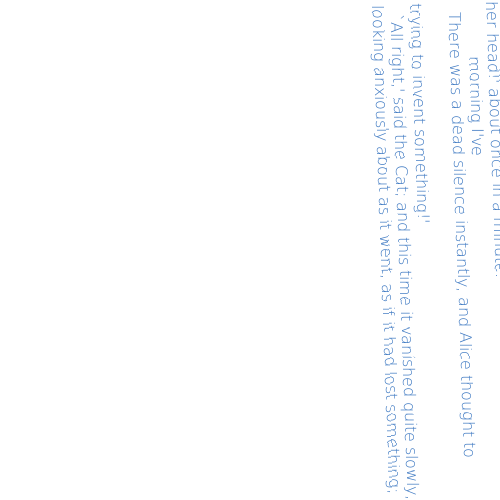 her head!' about once in a minute.
morning I've
There was a dead silence instantly, and Alice thought to
trying to invent something!'
`All right,' said the Cat; and this time it vanished quite slowly,
looking anxiously about as it went, as if it had lost something;